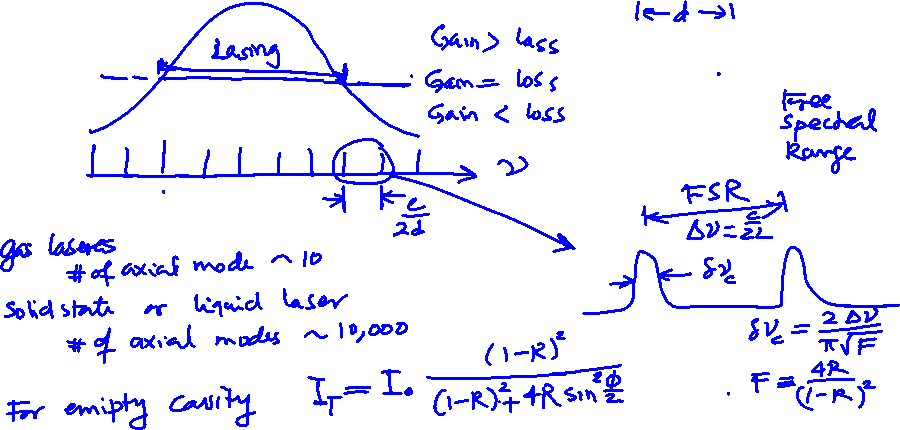 |← d →|
Lasing
Gain > loss
Gain = loss
Gain < loss
Free
Spectral
Range
ν
c/2d
FSR
Δν = c/2L
δν_c
gas lasers
# of axial mode ~ 10
Solid state or liquid laser
# of axial modes ~ 10,000
δν_c = 2Δν/π√F
For emipty cavity I_T = I_0 (1-R)^2/((1-R)^2 + 4R sin^2 φ/2)
F = 4R/(1-R)^2